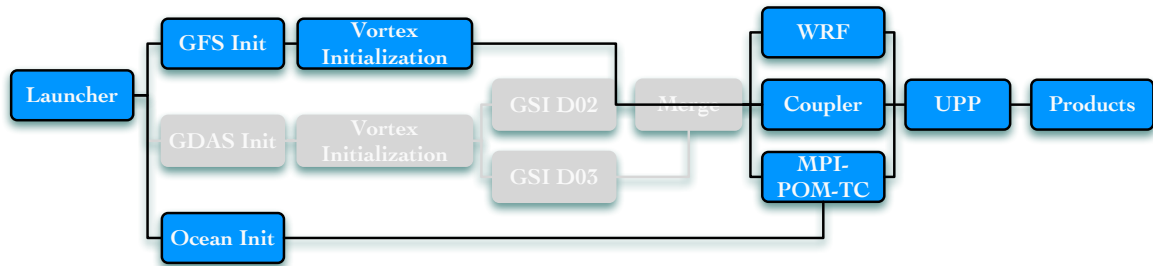 GFS Init
Vortex
Initialization
WRF
Launcher
GSI D02
Merge
Coupler
UPP
Products
GDAS Init
Vortex
Initialization
GSI D03
MPI-
POM-TC
Ocean Init